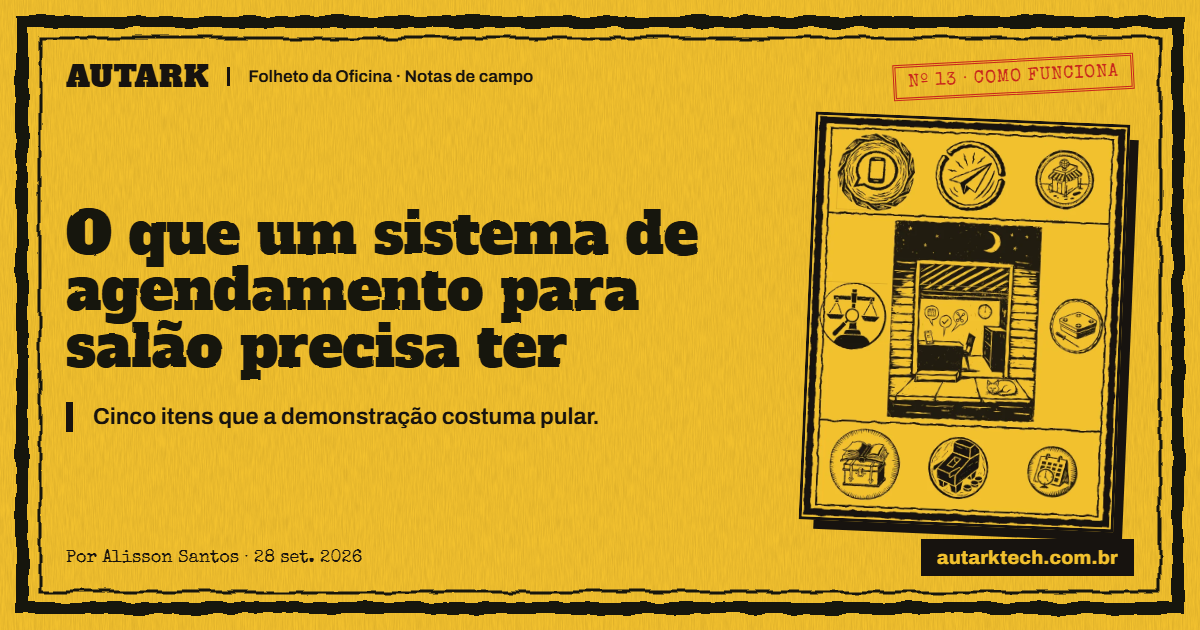 AUTARK
Folheto da Oficina · Notas de campo
Nº 13 · COMO FUNCIONA
O que um sistema de
agendamento para
salão precisa ter
Cinco itens que a demonstração costuma pular.
Por Alisson Santos · 28 set. 2026
autarktech.com.br